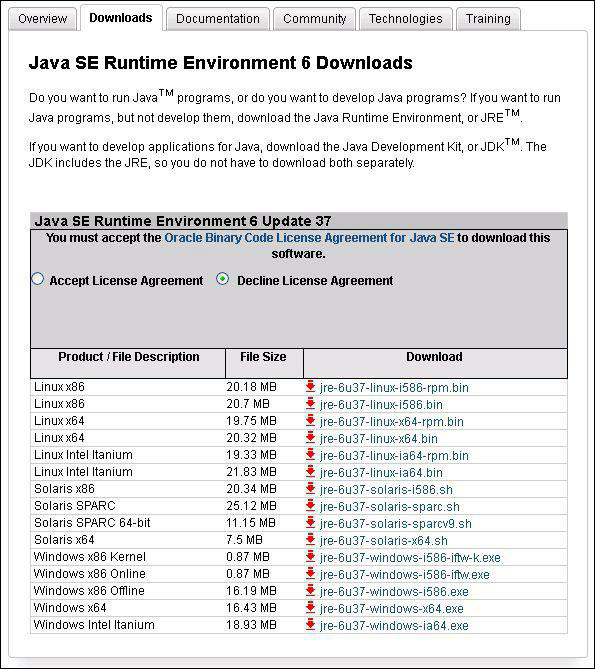 Overview Downloads Documentation Community Technologies Training
Java SE Runtime Environment 6 Downloads
Do you want to run Java™ programs, or do you want to develop Java programs? If you want to run
Java programs, but not develop them, download the Java Runtime Environment, or JRE™.
If you want to develop applications for Java, download the Java Development Kit, or JDK™. The
JDK includes the JRE, so you do not have to download both separately.
Java SE Runtime Environment 6 Update 37
You must accept the Oracle Binary Code License Agreement for Java SE to download this
software.
Accept License Agreement Decline License Agreement
Product / File Description File Size Download
Linux x86 20.18 MB jre-6u37-linux-i586-rpm.bin
Linux x86 20.7 MB jre-6u37-linux-i586.bin
Linux x64 19.75 MB jre-6u37-linux-x64-rpm.bin
Linux x64 20.32 MB jre-6u37-linux-x64.bin
Linux Intel Itanium 19.33 MB jre-6u37-linux-ia64-rpm.bin
Linux Intel Itanium 21.83 MB jre-6u37-linux-ia64.bin
Solaris x86 20.34 MB jre-6u37-solaris-i586.sh
Solaris SPARC 25.12 MB jre-6u37-solaris-sparc.sh
Solaris SPARC 64-bit 11.15 MB jre-6u37-solaris-sparcv9.sh
Solaris x64 7.5 MB jre-6u37-solaris-x64.sh
Windows x86 Kernel 0.87 MB jre-6u37-windows-i586-iftw-k.exe
Windows x86 Online 0.87 MB jre-6u37-windows-i586-iftw.exe
Windows x86 Offline 16.19 MB jre-6u37-windows-i586.exe
Windows x64 16.43 MB jre-6u37-windows-x64.exe
Windows Intel Itanium 18.93 MB jre-6u37-windows-ia64.exe